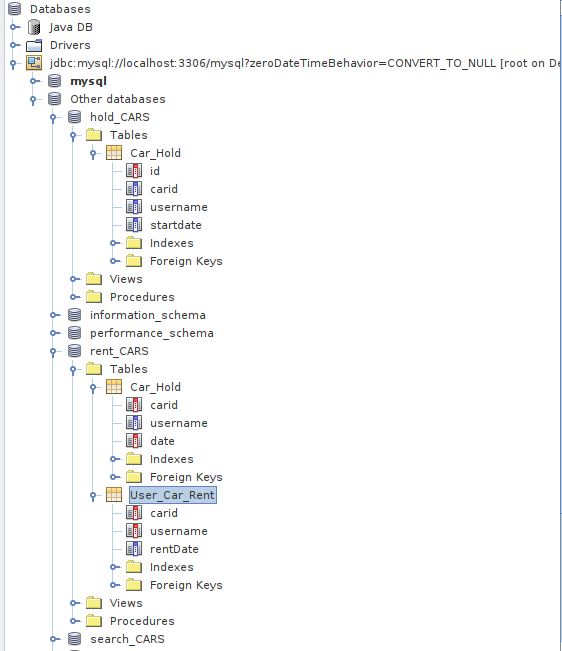 Databases
Java DB
Drivers
jdbc:mysql://localhost:3306/mysql?zeroDateTimeBehavior=CONVERT_TO_NULL [root on De
mysql
Other databases
hold_CARS
Tables
Car_Hold
id
carid
username
startdate
Indexes
Foreign Keys
Views
Procedures
information_schema
performance_schema
rent_CARS
Tables
Car_Hold
carid
username
date
Indexes
Foreign Keys
User_Car_Rent
carid
username
rentDate
Indexes
Foreign Keys
Views
Procedures
search_CARS